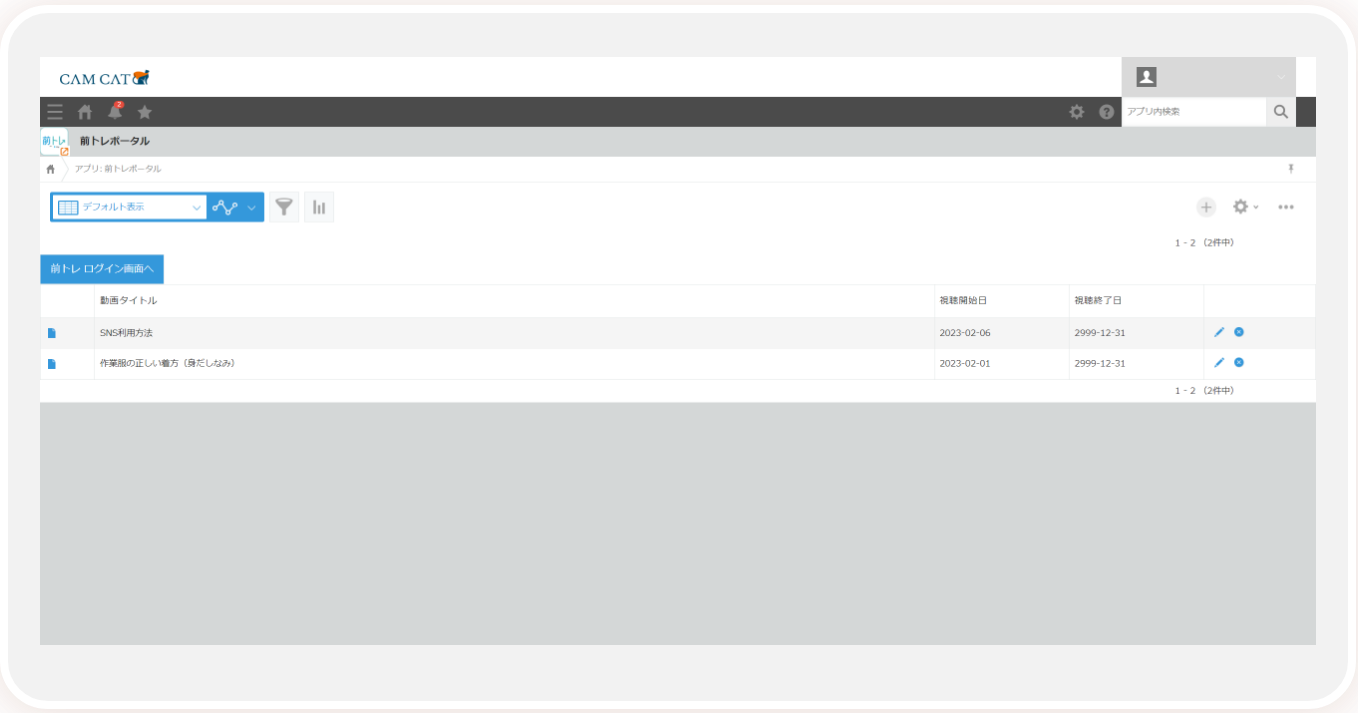 CAM CAT
2
アプリ内検索
前トレ
前トレポータル
アプリ: 前トレポータル
デフォルト表示
1 - 2 (2件中)
前トレ ログイン画面へ
動画タイトル 視聴開始日 視聴終了日
SNS利用方法 2023-02-06 2999-12-31
作業服の正しい着方（身だしなみ） 2023-02-01 2999-12-31
1 - 2 (2件中)